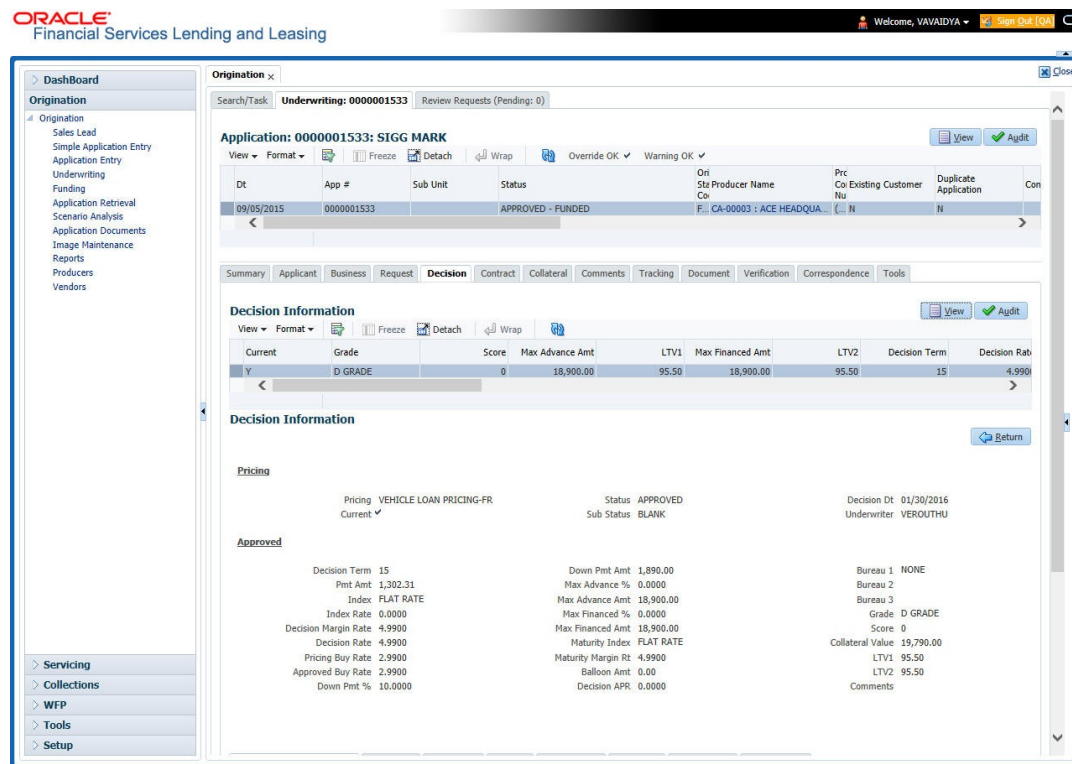 ORACLE
Financial Services Lending and Leasing
Welcome, VAVAIDYA
Sign Out [QA]
Close
DashBoard
Origination
Origination
Sales Lead
Simple Application Entry
Application Entry
Underwriting
Funding
Application Retrieval
Scenario Analysis
Application Documents
Image Maintenance
Reports
Producers
Vendors
Servicing
Collections
WFP
Tools
Setup
Origination
Search/Task Underwriting: 0000001533 Review Requests (Pending: 0)
Application: 0000001533: SIGG MARK View Audit
View Format Freeze Detach Wrap Override OK Warning OK
Dt App # Sub Unit Status Ori Sta Co Producer Name Prc Co Nu Existing Customer Duplicate Application Con
09/05/2015 0000001533 APPROVED - FUNDED F... CA-00003 : ACE HEADQUA... (... N N
Summary Applicant Business Request Decision Contract Collateral Comments Tracking Document Verification Correspondence Tools
Decision Information View Audit
View Format Freeze Detach Wrap
Current Grade Score Max Advance Amt LTV1 Max Financed Amt LTV2 Decision Term Decision Rat
Y D GRADE 0 18,900.00 95.50 18,900.00 95.50 15 4.990
Decision Information
Return
Pricing
Pricing VEHICLE LOAN PRICING-FR Status APPROVED Decision Dt 01/30/2016
Current Sub Status BLANK Underwriter VEROUTHU
Approved
Decision Term 15 Down Pmt Amt 1,890.00 Bureau 1 NONE
Pmt Amt 1,302.31 Max Advance % 0.0000 Bureau 2
Index FLAT RATE Max Advance Amt 18,900.00 Bureau 3
Index Rate 0.0000 Max Financed % 0.0000 Grade D GRADE
Decision Margin Rate 4.9900 Max Financed Amt 18,900.00 Score 0
Decision Rate 4.9900 Maturity Index FLAT RATE Collateral Value 19,790.00
Pricing Buy Rate 2.9900 Maturity Margin Rt 4.9900 LTV1 95.50
Approved Buy Rate 2.9900 Balloon Amt 0.00 LTV2 95.50
Down Pmt % 10.0000 Decision APR 0.0000 Comments